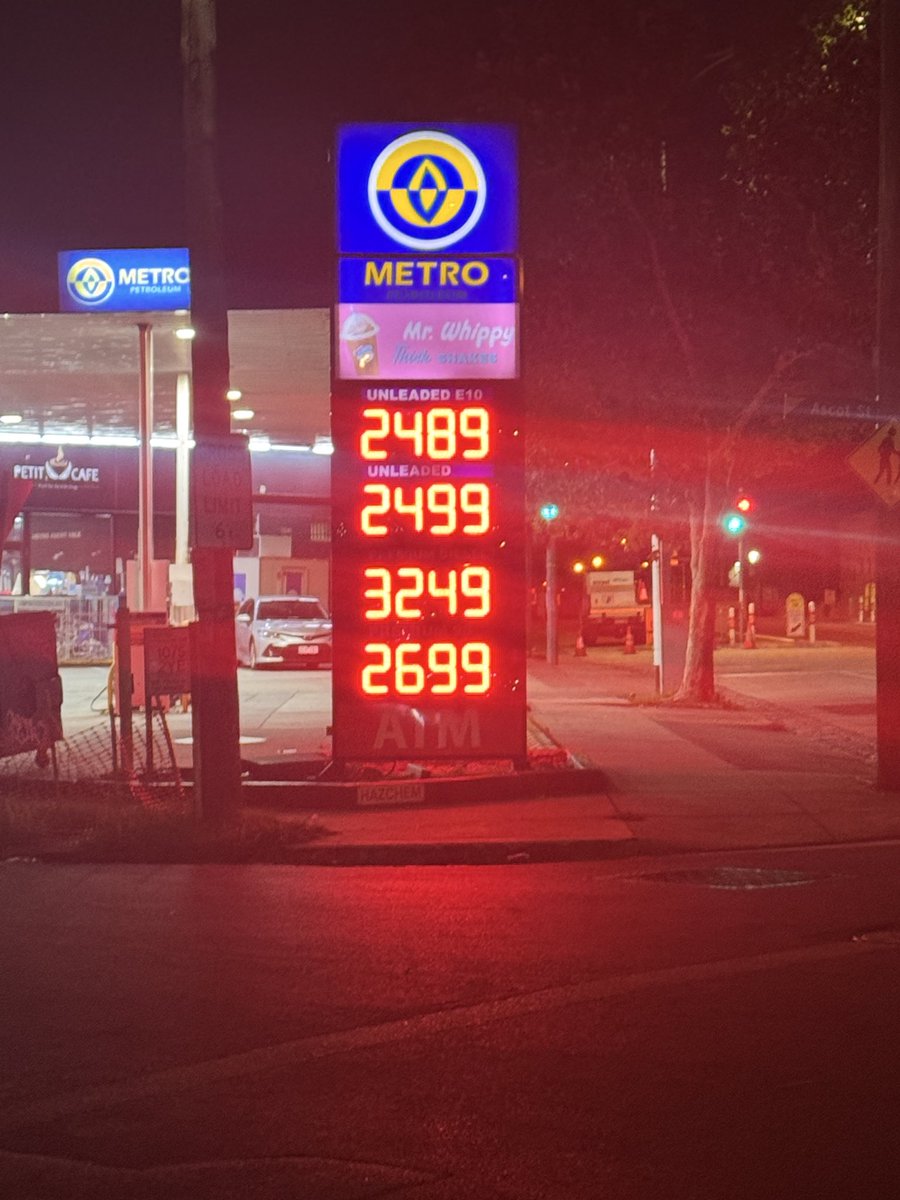 METRO
PETROLEUM
METRO
Mr. Whippy
Thick SHAKES
UNLEADED E10
2489
UNLEADED
2499
3249
2699
ATM
HAZCHEM
PETIT CAFE
Ascot St